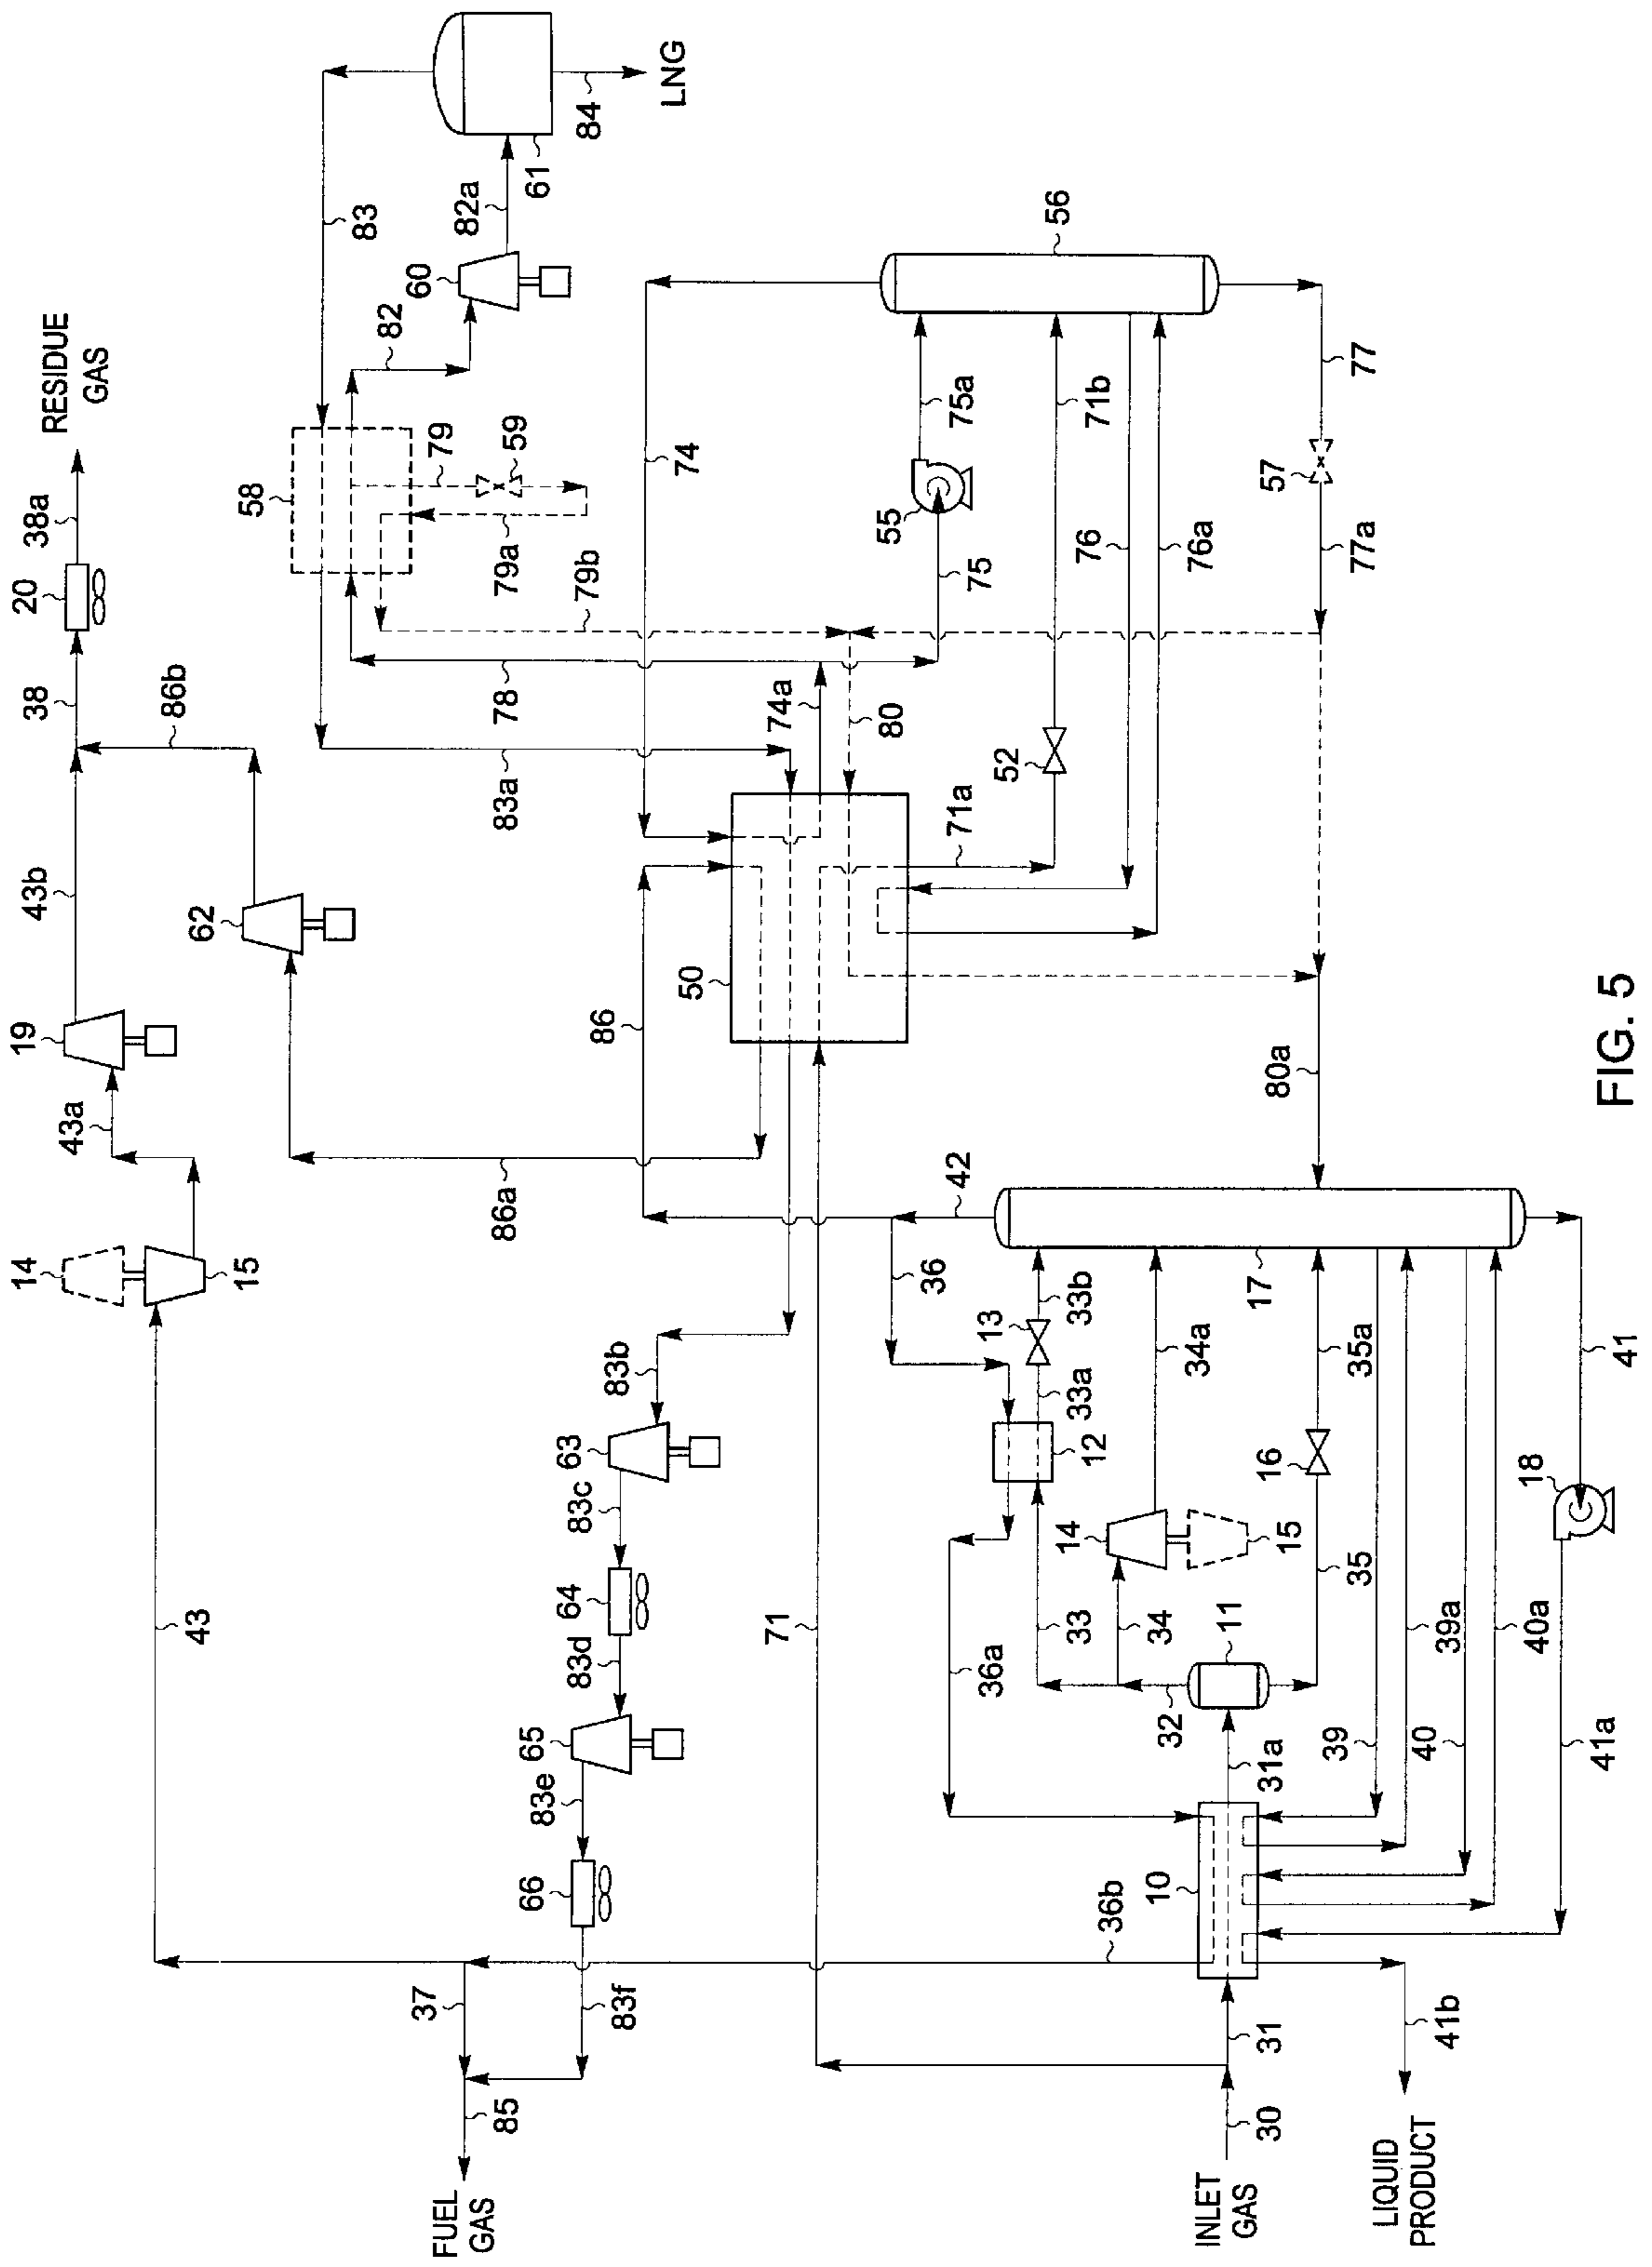 14
19
20
38a
43b
38
RESIDUE
GAS
43a
86b
43
15
62
58
83
82
60
82a
FUEL
GAS
37
85
86a
83a
78
79
59
79a
79b
61
84
LNG
66
83e
65
83d
64
83c
63
83b
83f
86
50
74a
74
80
71
55
75
75a
36
42
71a
52
71b
76
76a
56
36b
36a
33
12
33a
13
33b
10
32
34
14
34a
11
15
31
31a
35
16
35a
17
80a
57
77
77a
30
INLET
GAS
39
39a
40
40a
41b
LIQUID
PRODUCT
41a
18
41
FIG. 5